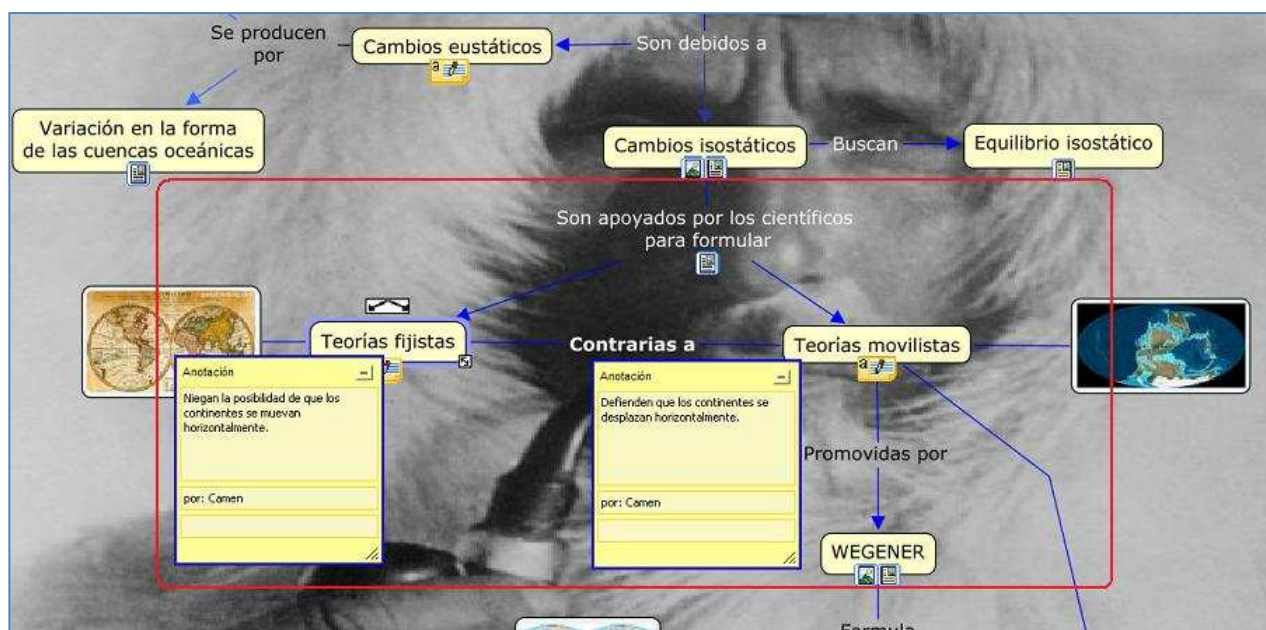 Se producen
por
Cambios eustáticos
Son debidos a
a
Variación en la forma
de las cuencas oceánicas
Cambios isostáticos
Buscan
Equilibrio isostático
Son apoyados por los científicos
para formular
Teorías fijistas
Contrarias a
Teorías movilistas
a
Anotación
Niegan la posibilidad de que los
continentes se muevan
horizontalmente.
por: Camen
Anotación
Defienden que los continentes se
desplazan horizontalmente.
por: Camen
Promovidas por
WEGENER
Formula